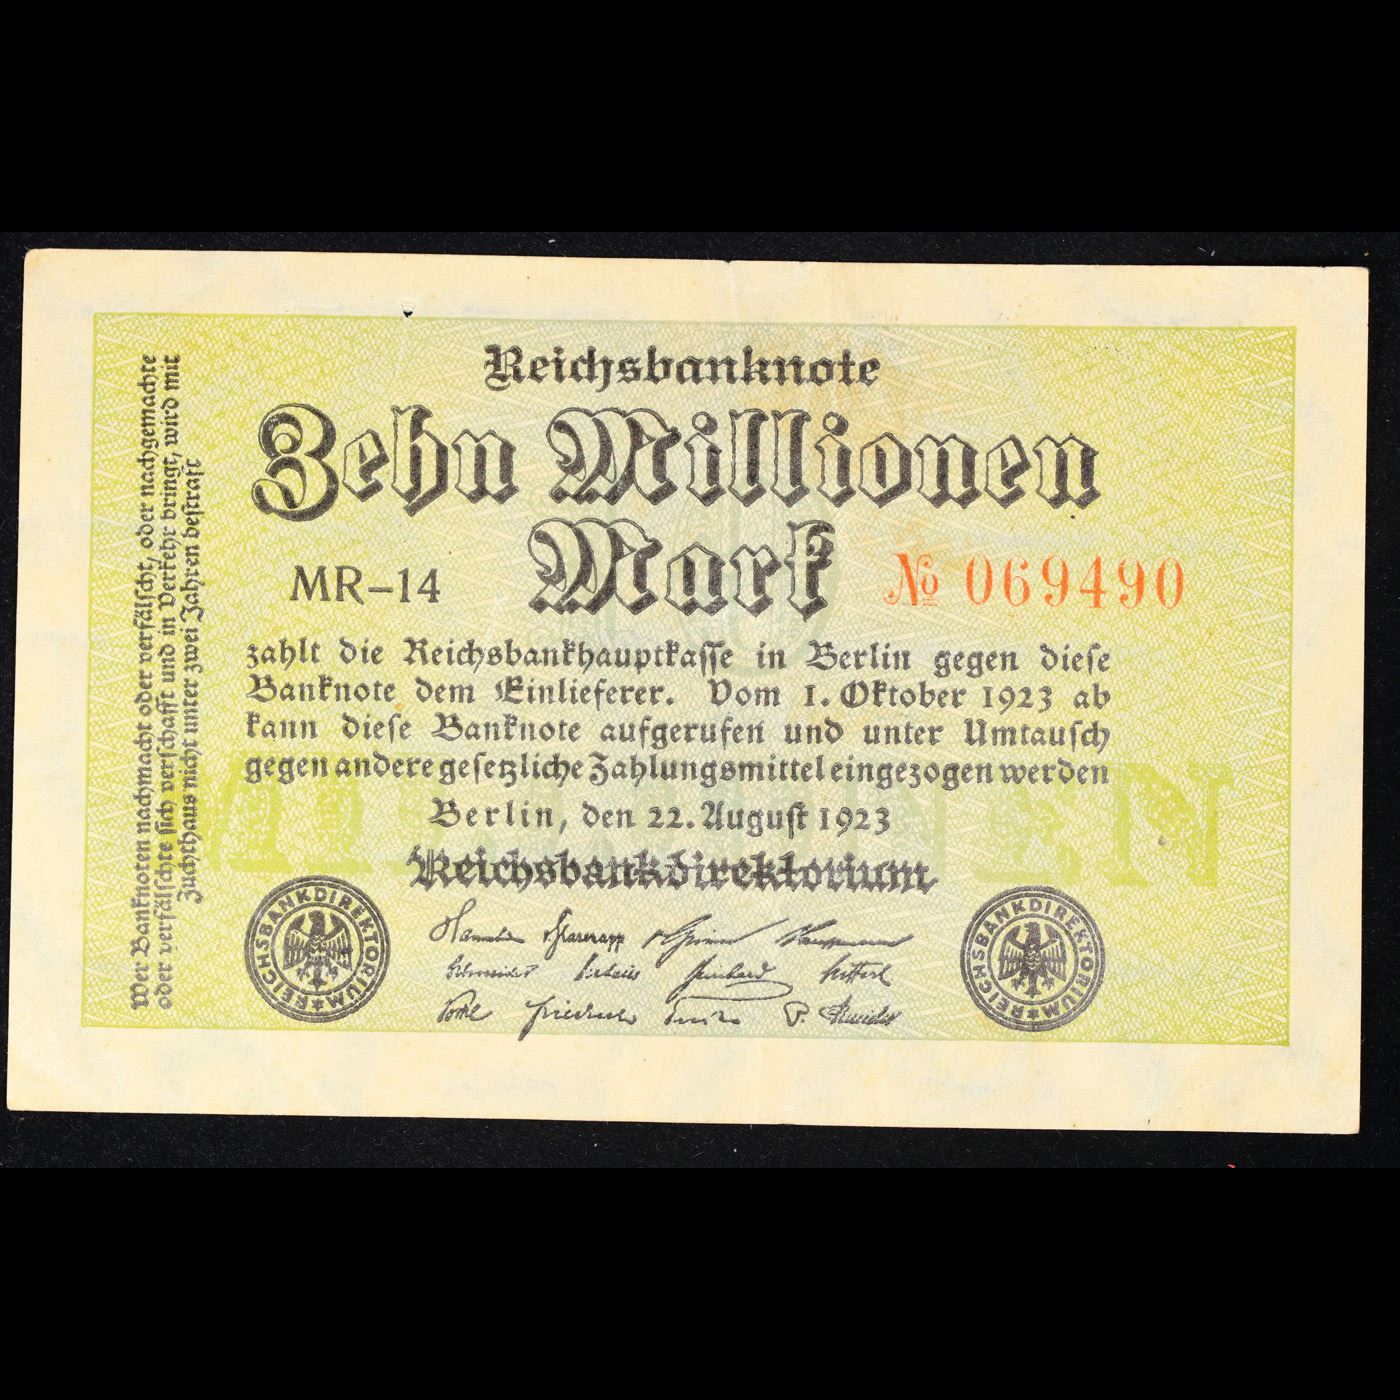 Reichsbanknote
Zehn Millionen
Mark
MR-14
№ 069490
zahlt die Reichsbankhauptkasse in Berlin gegen diese
Banknote dem Einlieferer. Vom 1. Oktober 1923 ab
kann diese Banknote aufgerufen und unter Umtausch
gegen andere gesetzliche Zahlungsmittel eingezogen werden
Berlin, den 22. August 1923
Reichsbankdirektorium
REICHSBANKDIREKTORIUM
REICHSBANKDIREKTORIUM
Wer Banknoten nachmacht oder verfälscht, oder nachgemachte
oder verfälschte sich verschafft und in Verkehr bringt, wird mit
Zuchthaus nicht unter zwei Jahren bestraft